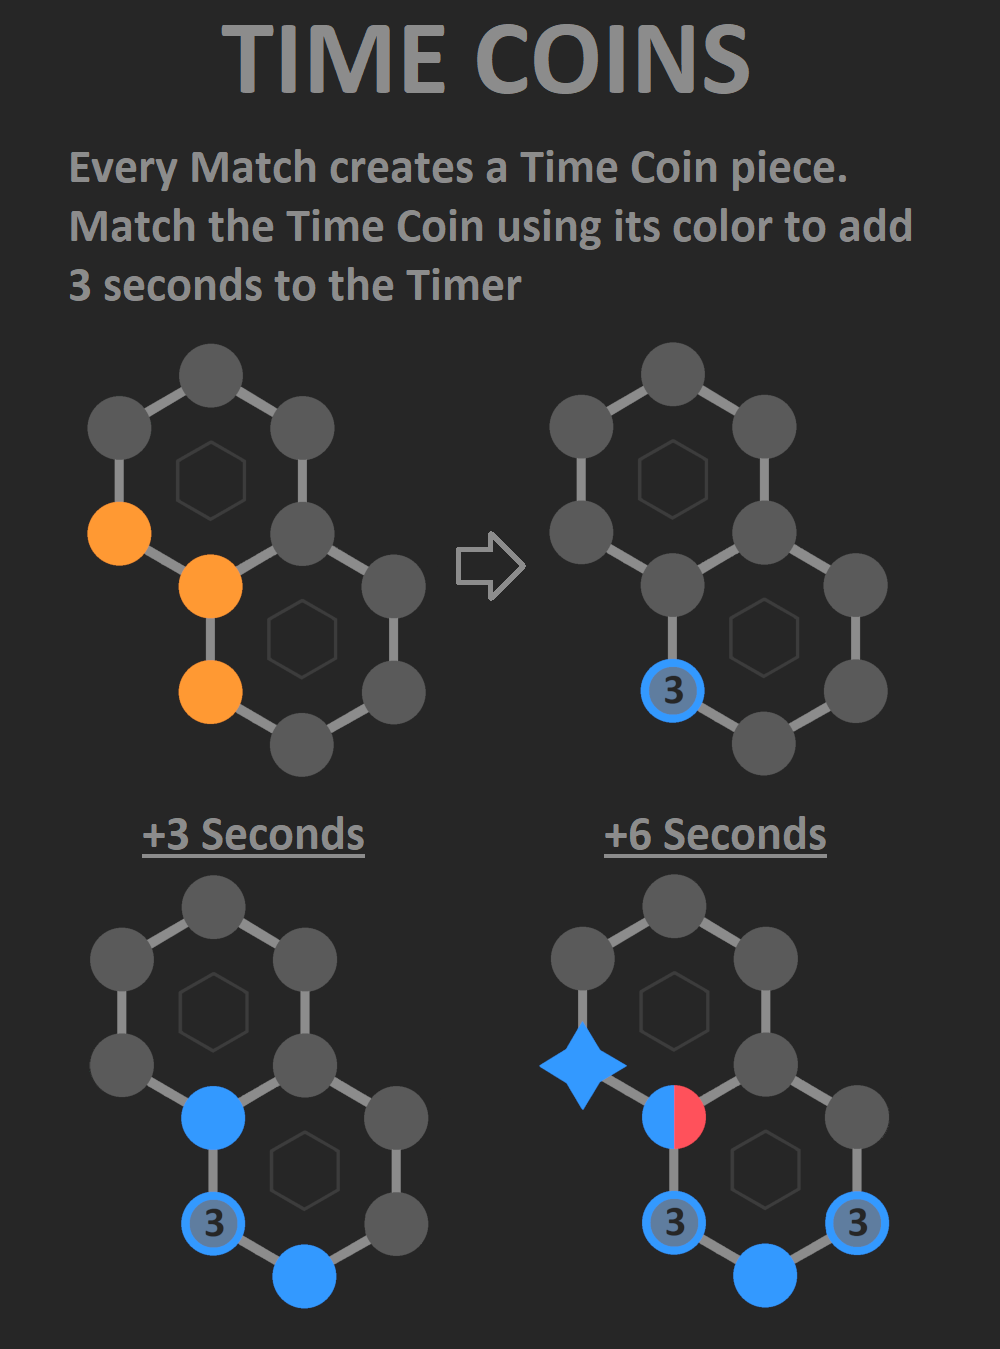 TIME COINS
Every Match creates a Time Coin piece.
Match the Time Coin using its color to add
3 seconds to the Timer
3
+3 Seconds
+6 Seconds
3
3
3